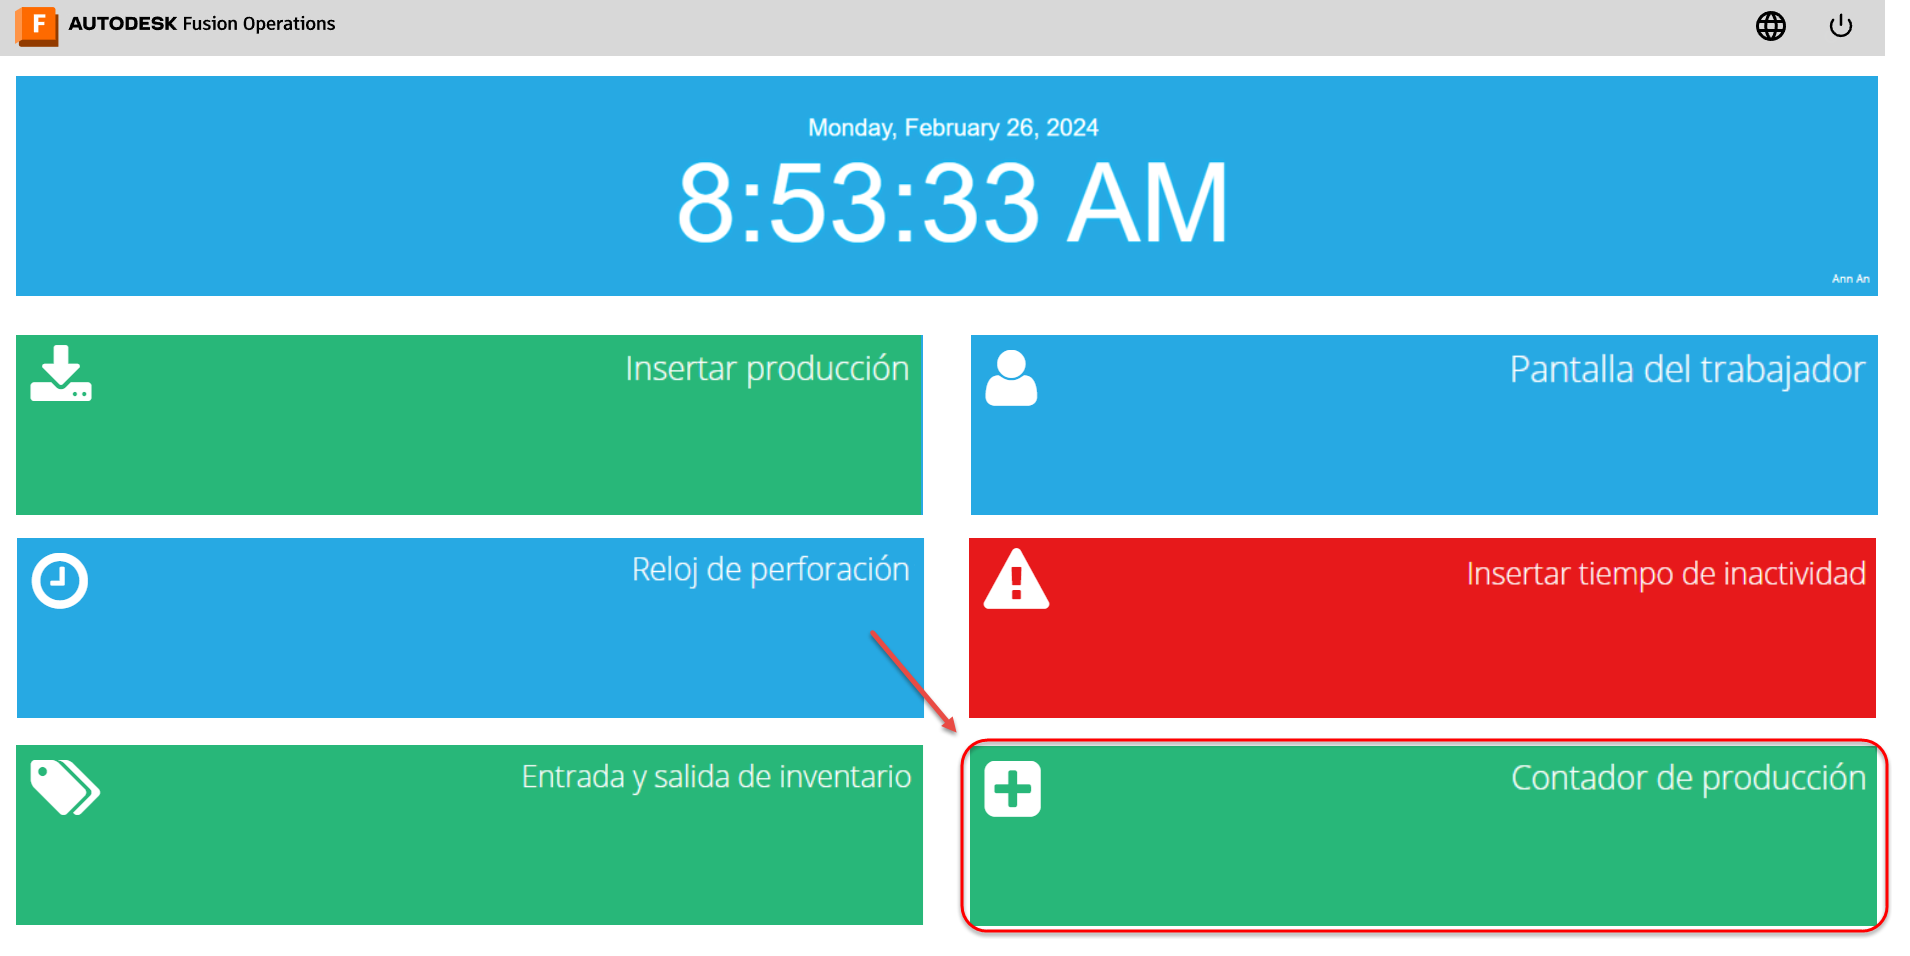 AUTODESK Fusion Operations
Monday, February 26, 2024
8:53:33 AM
Ann An
Insertar producción
Pantalla del trabajador
Reloj de perforación
Insertar tiempo de inactividad
Entrada y salida de inventario
Contador de producción